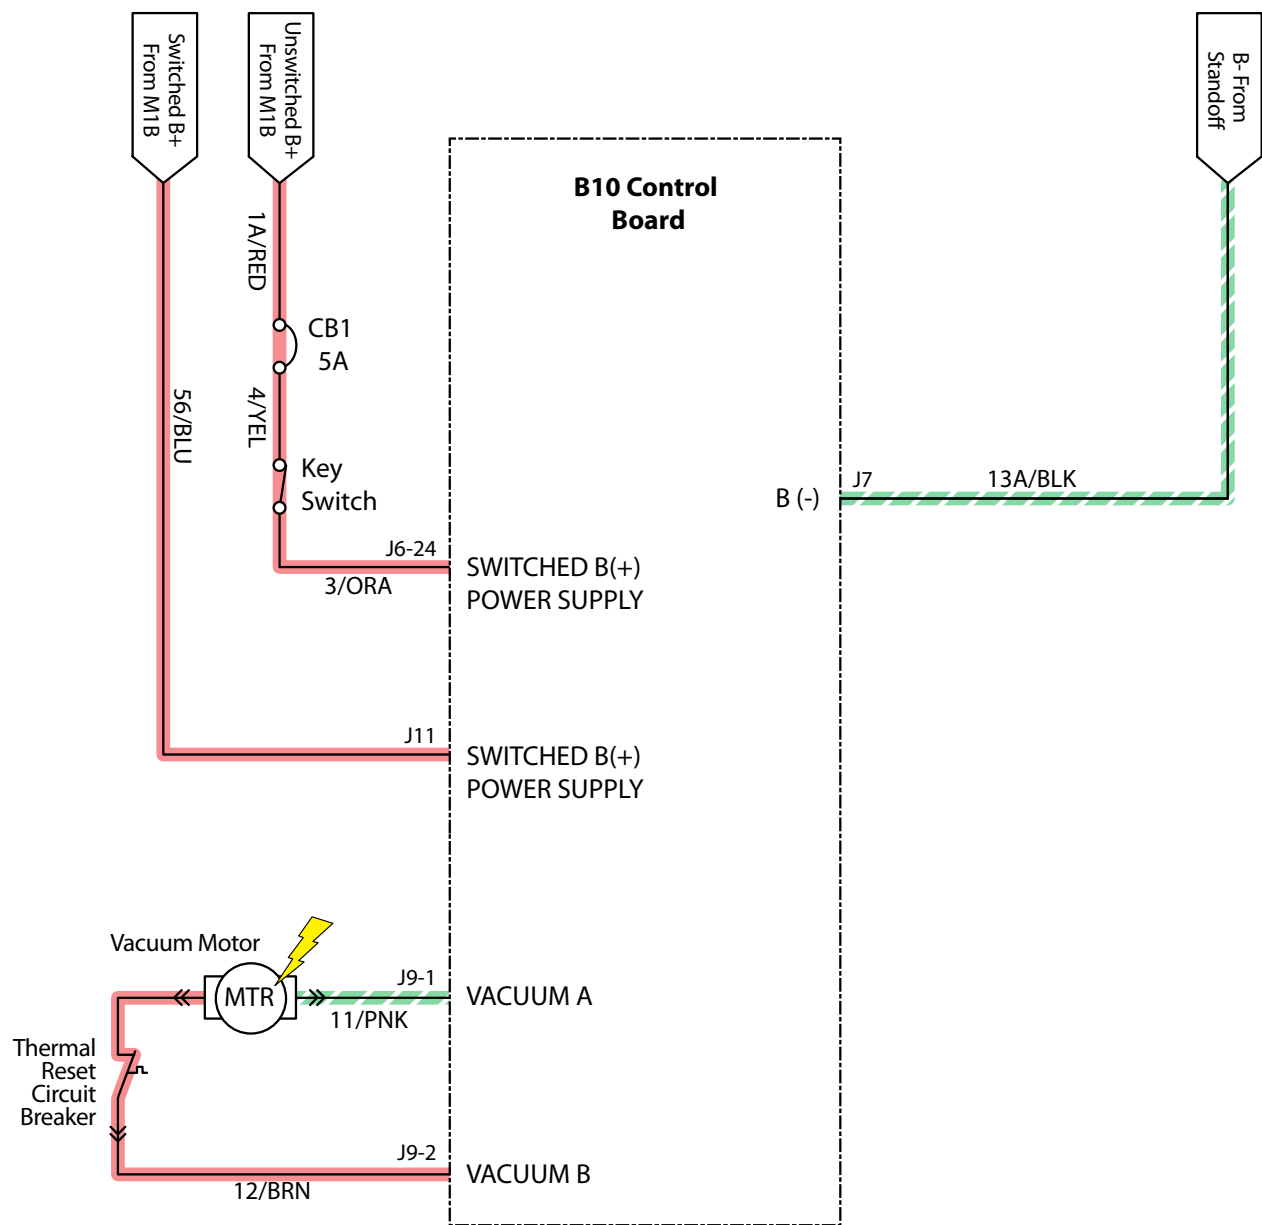 Switched B+
From M1B
Unswitched B+
From M1B
B- From
Standoff
B10 Control
Board
1A/RED
CB1
5A
56/BLU
4/YEL
Key
Switch
J7
13A/BLK
B (-)
J6-24
3/ORA
SWITCHED B(+)
POWER SUPPLY
J11
SWITCHED B(+)
POWER SUPPLY
Vacuum Motor
MTR
J9-1
11/PNK
VACUUM A
Thermal
Reset
Circuit
Breaker
J9-2
12/BRN
VACUUM B